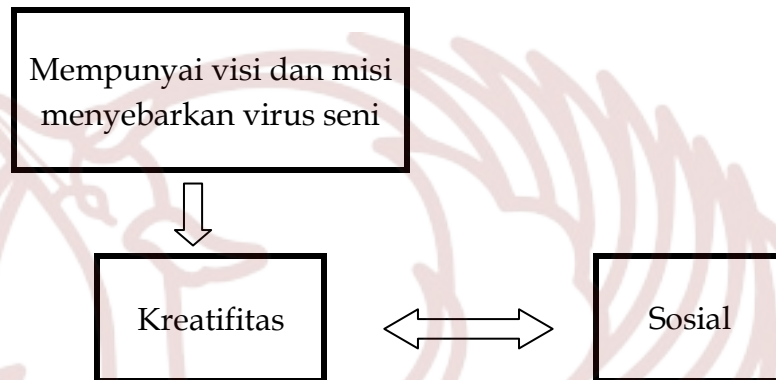 Mempunyai visi dan misi
menyebarkan virus seni
Kreatifitas
Sosial